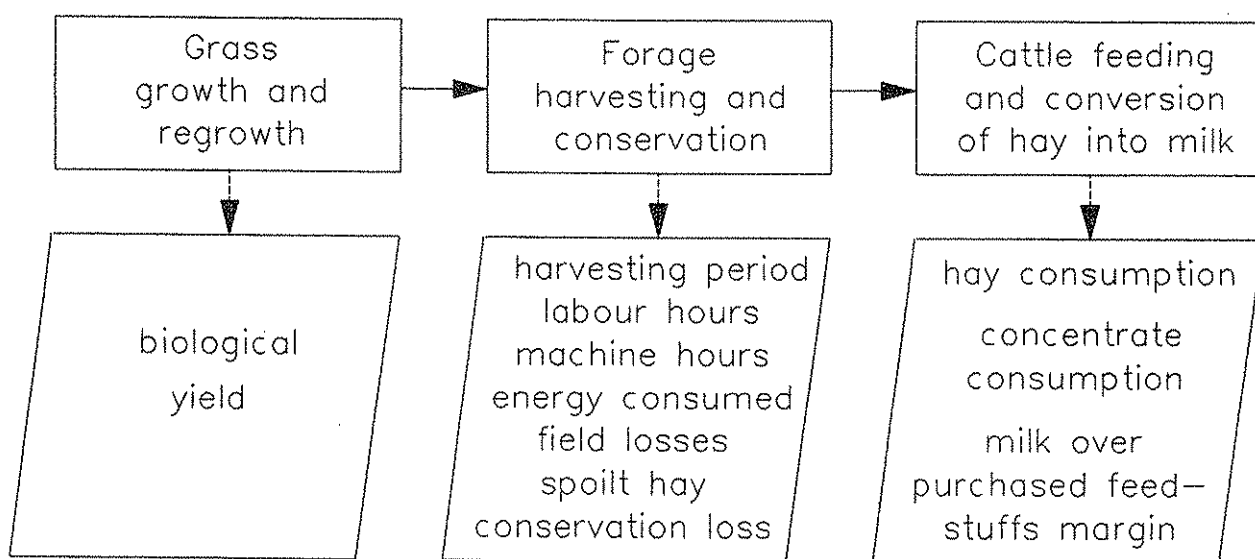 Grass
growth and
regrowth
Forage
harvesting and
conservation
Cattle feeding
and conversion
of hay into milk
biological
yield
harvesting period
labour hours
machine hours
energy consumed
field losses
spoilt hay
conservation loss
hay consumption
concentrate
consumption
milk over
purchased feed–
stuffs margin